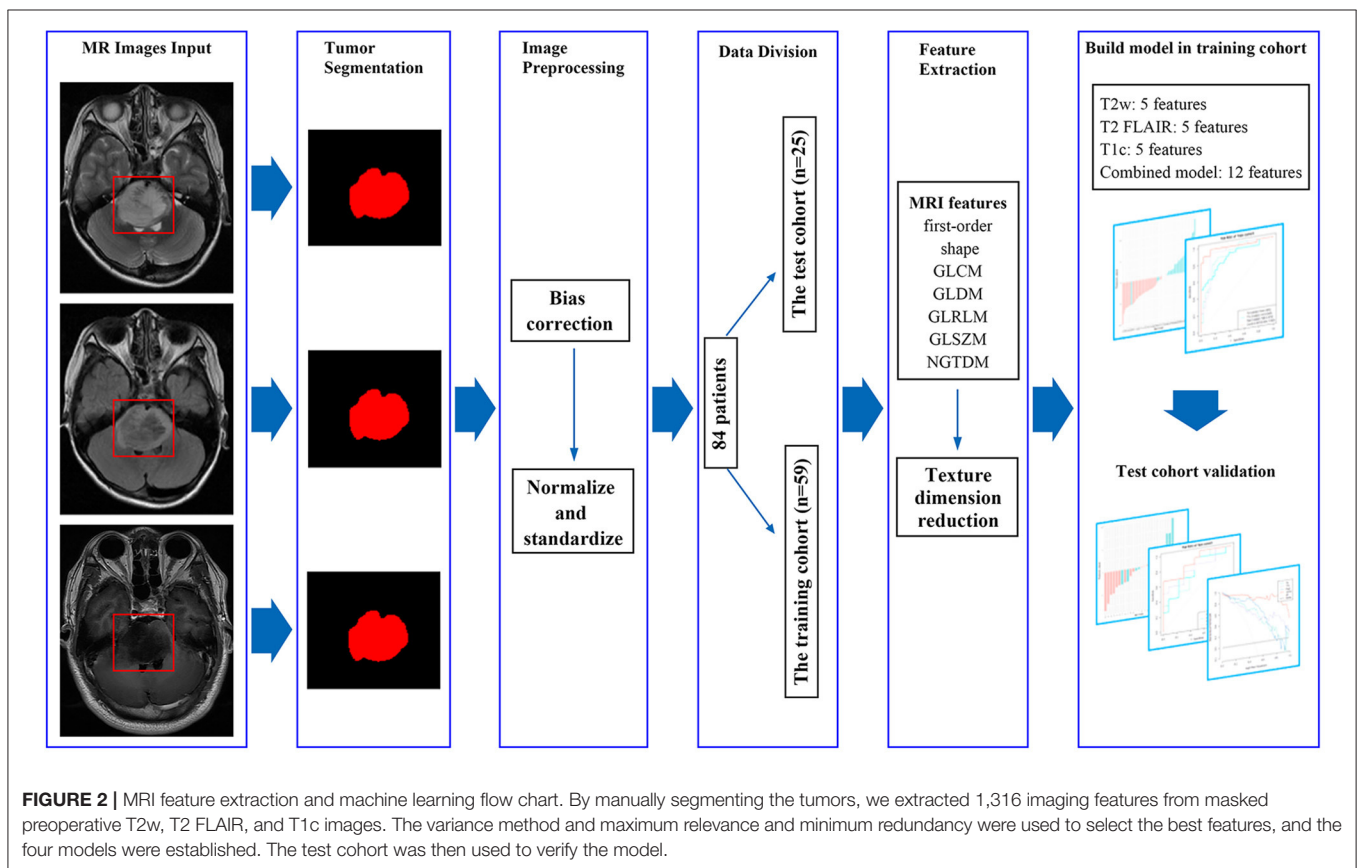 MR Images Input
Tumor
Segmentation
Image
Preprocessing
Bias
correction
Normalize
and
standardize
Data Division
84 patients
The test cohort (n=25)
The training cohort (n=59)
Feature
Extraction
MRI features
first-order
shape
GLCM
GLDM
GLRLM
GLSZM
NGTDM
Texture
dimension
reduction
Build model in training cohort
T2w: 5 features
T2 FLAIR: 5 features
T1c: 5 features
Combined model: 12 features
Test cohort validation
FIGURE 2 | MRI feature extraction and machine learning flow chart. By manually segmenting the tumors, we extracted 1,316 imaging features from masked
preoperative T2w, T2 FLAIR, and T1c images. The variance method and maximum relevance and minimum redundancy were used to select the best features, and the
four models were established. The test cohort was then used to verify the model.